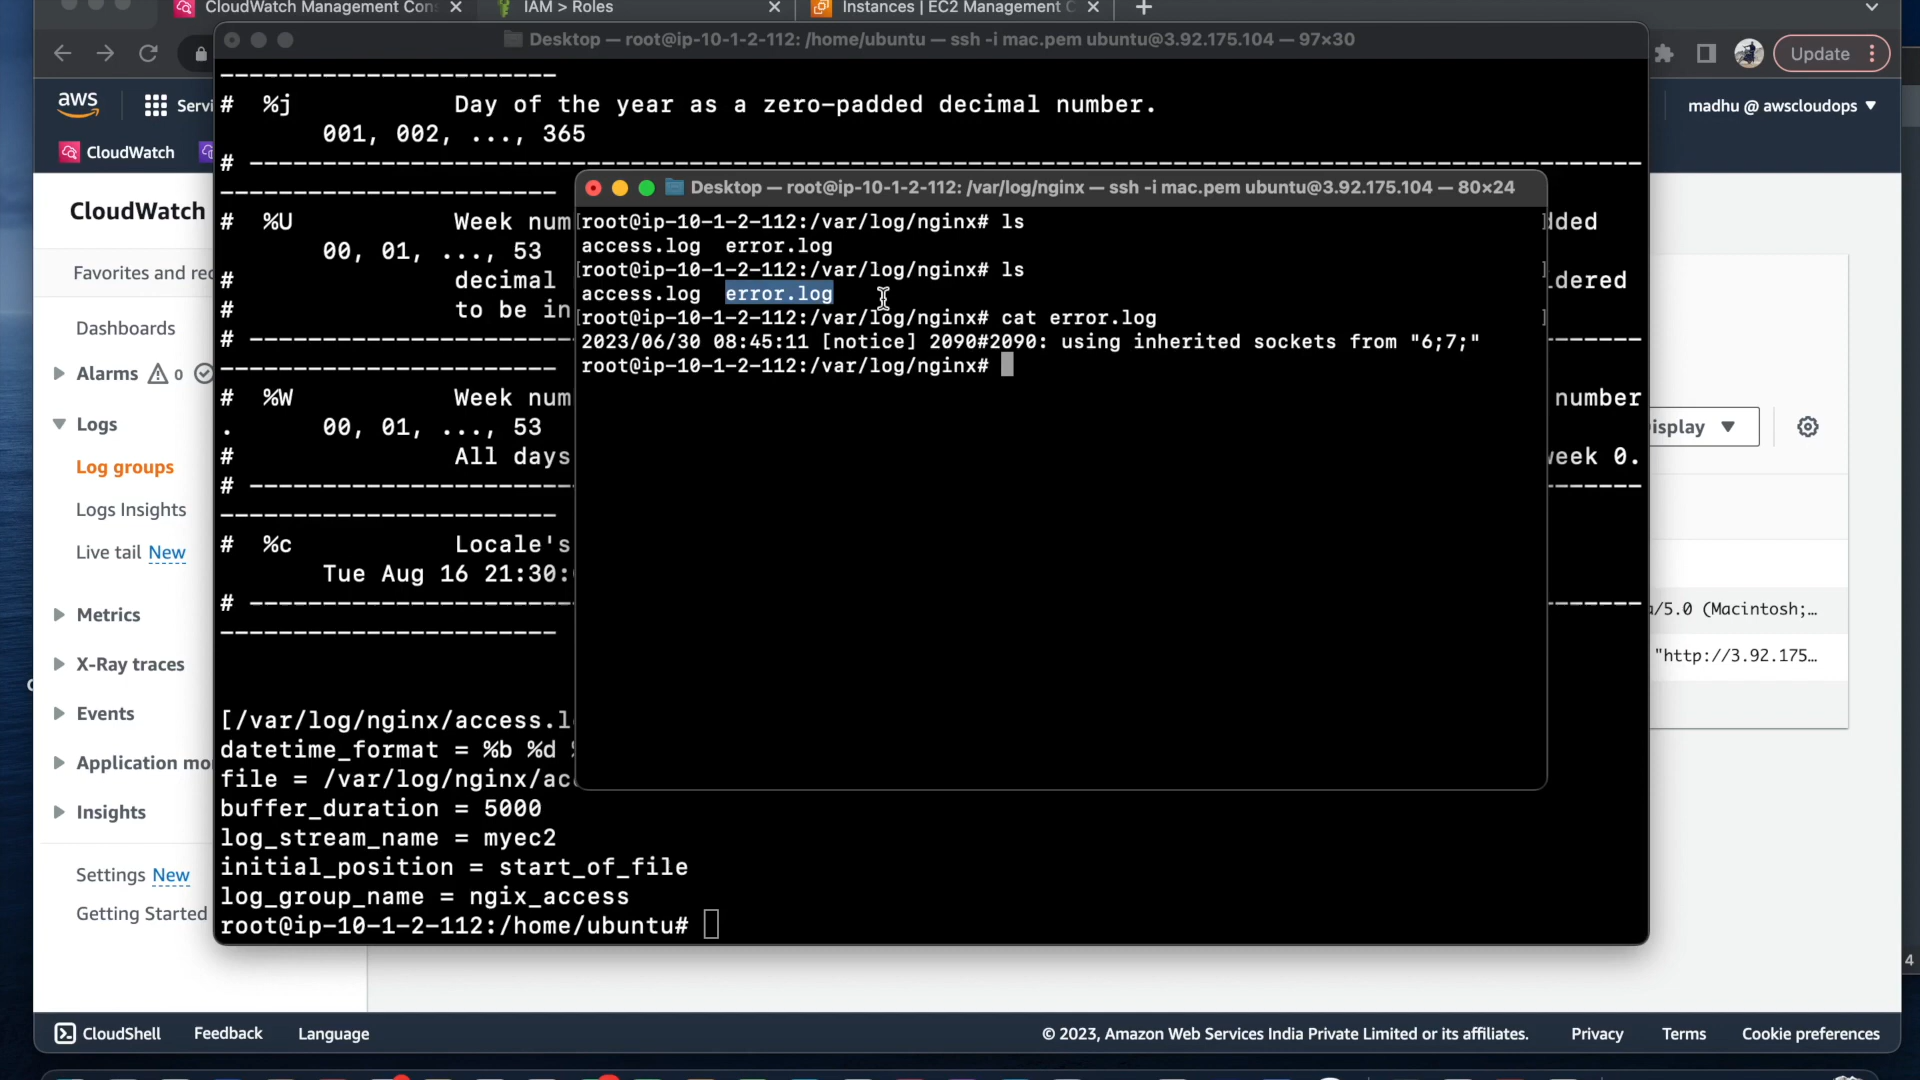 CloudWatch Management Con
IAM > Roles
Instances | EC2 Management C
Update
Desktop — root@ip-10-1-2-112: /home/ubuntu — ssh -i mac.pem ubuntu@3.92.175.104 — 97×30
aws
Servi
madhu @ awscloudops
CloudWatch
CloudWatch
Favorites and rec
Dashboards
Alarms 0
Logs
Log groups
Logs Insights
Live tail New
Metrics
X-Ray traces
Events
Application mo
Insights
Settings New
Getting Started
-----------------------
# %j Day of the year as a zero-padded decimal number.
001, 002, ..., 365
# -----------------------------------------------------------------------------------------------
-----------------------
# %U Week num
dded
00, 01, ..., 53
# decimal
dered
# to be in
# -----------------------
-----------------------
# %W Week num
number
. 00, 01, ..., 53
# All days
week 0.
# -----------------------
-----------------------
# %c Locale's
Tue Aug 16 21:30:
# -----------------------
-----------------------
[/var/log/nginx/access.l
datetime_format = %b %d
file = /var/log/nginx/ac
buffer_duration = 5000
log_stream_name = myec2
initial_position = start_of_file
log_group_name = ngix_access
root@ip-10-1-2-112:/home/ubuntu#
Desktop — root@ip-10-1-2-112: /var/log/nginx — ssh -i mac.pem ubuntu@3.92.175.104 — 80×24
[root@ip-10-1-2-112:/var/log/nginx# ls ]
access.log error.log
[root@ip-10-1-2-112:/var/log/nginx# ls ]
access.log error.log
[root@ip-10-1-2-112:/var/log/nginx# cat error.log ]
2023/06/30 08:45:11 [notice] 2090#2090: using inherited sockets from "6;7;"
root@ip-10-1-2-112:/var/log/nginx#
isplay
/5.0 (Macintosh;…
"http://3.92.175…
4
CloudShell
Feedback
Language
© 2023, Amazon Web Services India Private Limited or its affiliates.
Privacy
Terms
Cookie preferences